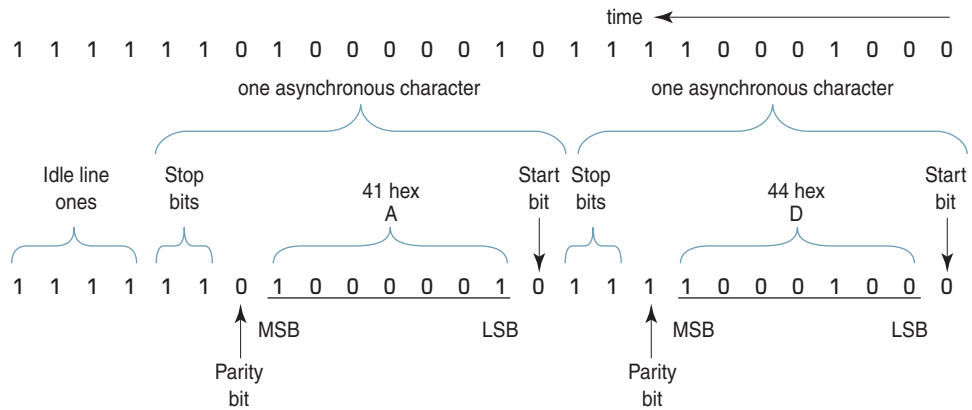 time
1 1 1 1 1 1 0 1 0 0 0 0 0 1 0 1 1 1 1 0 0 0 1 0 0 0
one asynchronous character one asynchronous character
Idle line
ones
Stop
bits
41 hex
A
Start
bit
Stop
bits
44 hex
D
Start
bit
1 1 1 1 1 1 0 1 0 0 0 0 0 1 0 1 1 1 1 0 0 0 1 0 0 0
MSB LSB MSB LSB
Parity
bit
Parity
bit